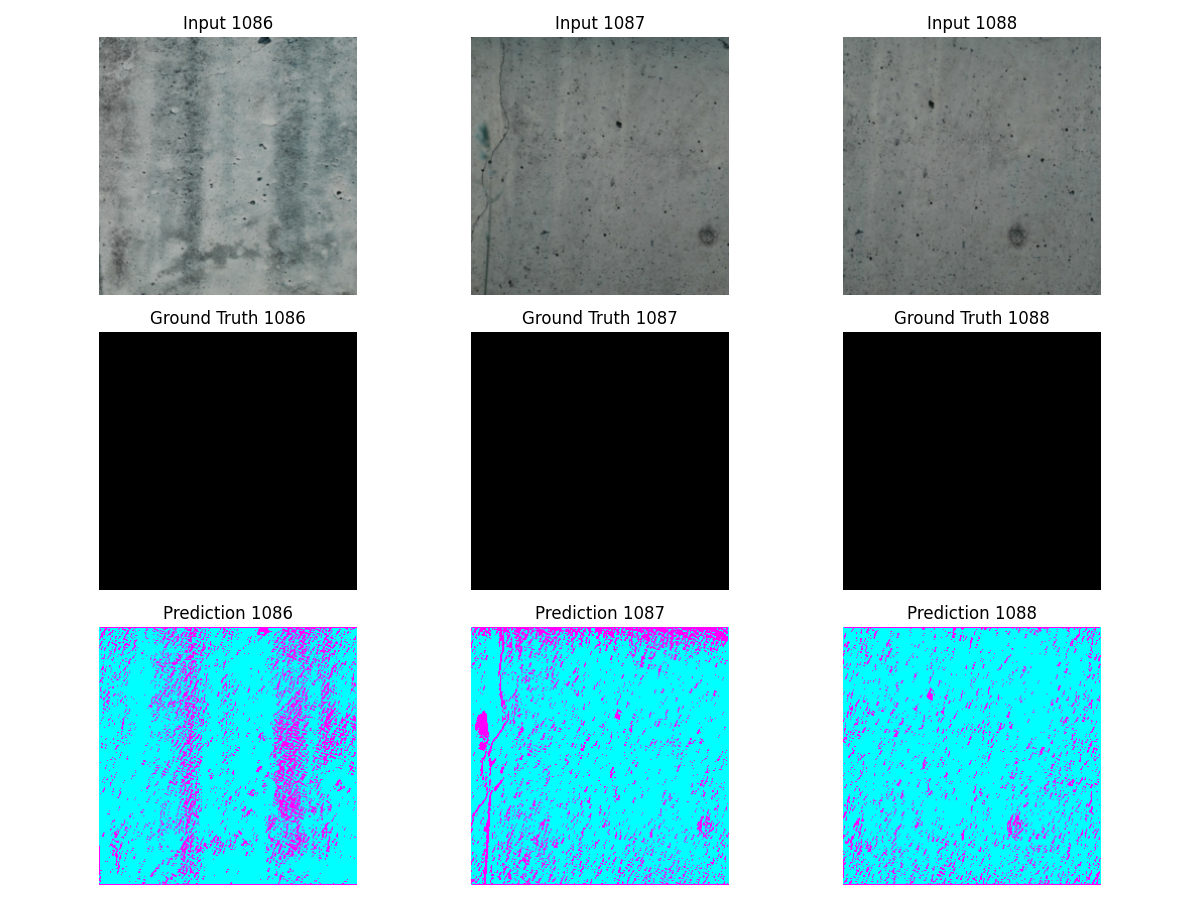 Input 1086
Input 1087
Input 1088
Ground Truth 1086
Ground Truth 1087
Ground Truth 1088
Prediction 1086
Prediction 1087
Prediction 1088